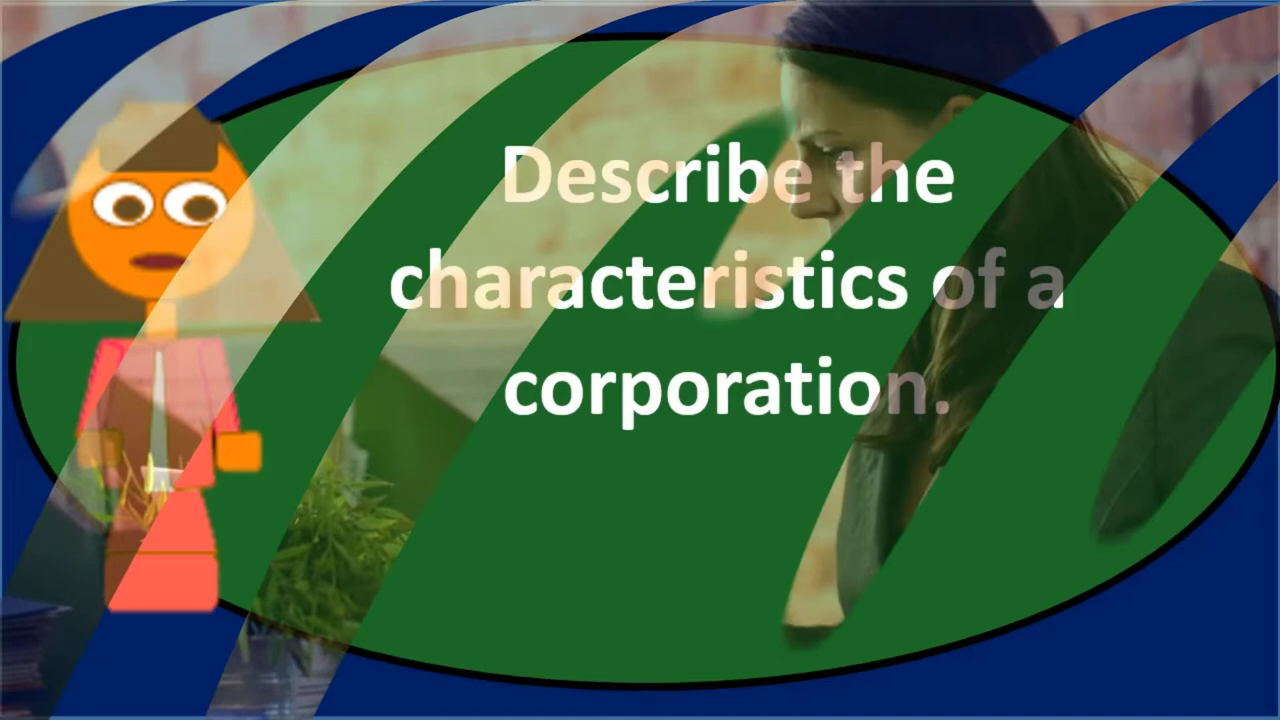 Describe the
characteristics of a
corporation.